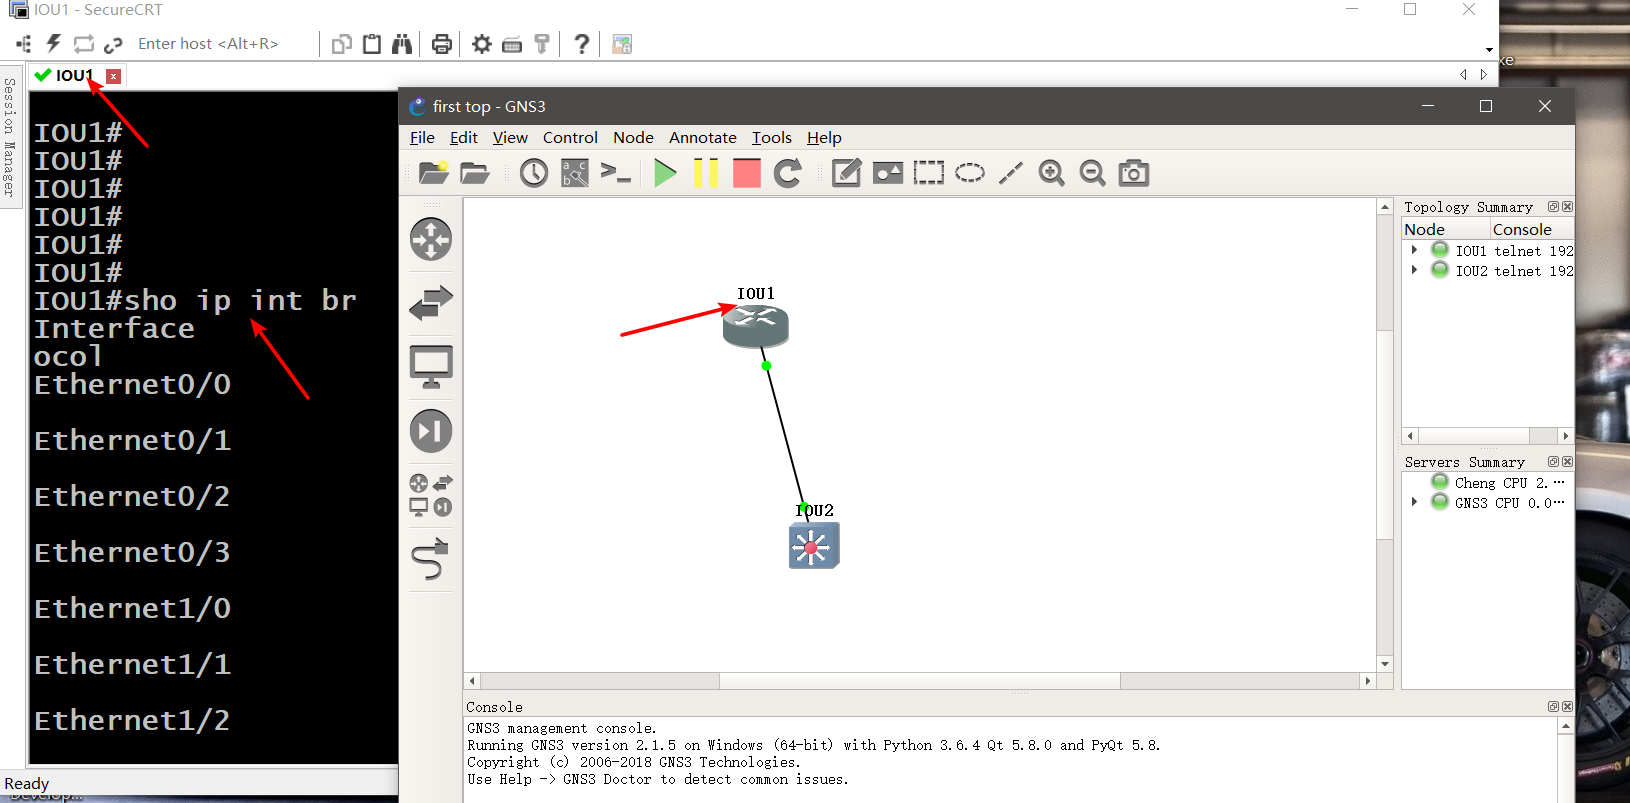 IOU1 - SecureCRT
Enter host <Alt+R>
IOU1
Session Manager
IOU1#
IOU1#
IOU1#
IOU1#
IOU1#
IOU1#
IOU1#sho ip int br
Interface
ocol
Ethernet0/0
Ethernet0/1
Ethernet0/2
Ethernet0/3
Ethernet1/0
Ethernet1/1
Ethernet1/2
Ready
xe
first top - GNS3
File Edit View Control Node Annotate Tools Help
IOU1
IOU2
Topology Summary
Node Console
IOU1 telnet 192
IOU2 telnet 192
Servers Summary
Cheng CPU 2.…
GNS3 CPU 0.0…
Console
GNS3 management console.
Running GNS3 version 2.1.5 on Windows (64-bit) with Python 3.6.4 Qt 5.8.0 and PyQt 5.8.
Copyright (c) 2006-2018 GNS3 Technologies.
Use Help -> GNS3 Doctor to detect common issues.